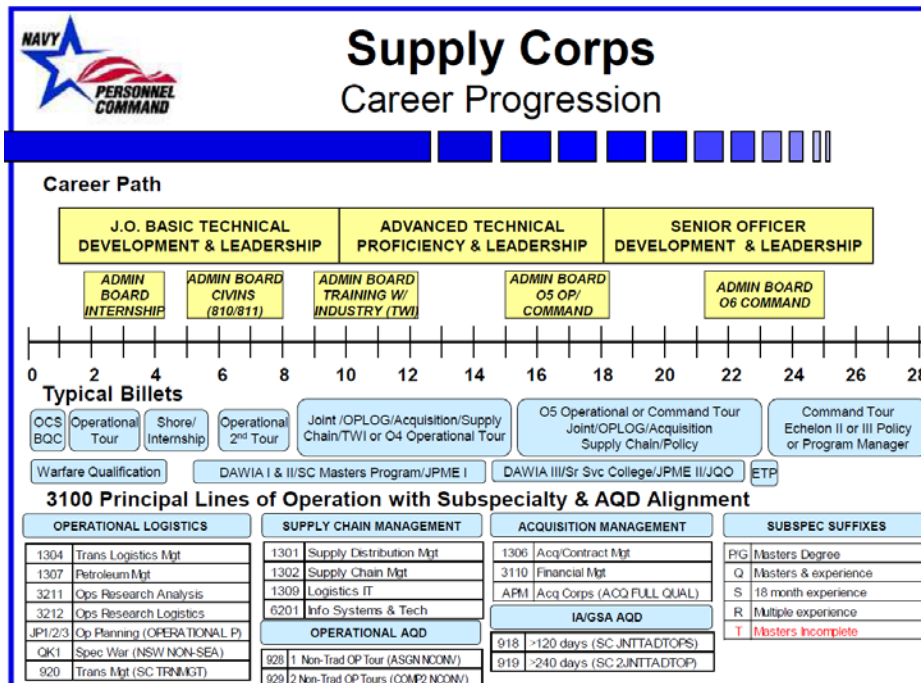 NAVY
PERSONNEL
COMMAND
Supply Corps
Career Progression
Career Path
J.O. BASIC TECHNICAL
DEVELOPMENT & LEADERSHIP
ADVANCED TECHNICAL
PROFICIENCY & LEADERSHIP
SENIOR OFFICER
DEVELOPMENT & LEADERSHIP
ADMIN
BOARD
INTERNSHIP
ADMIN BOARD
CIVINS
(810/811)
ADMIN BOARD
TRAINING W/
INDUSTRY (TWI)
ADMIN BOARD
O5 OP/
COMMAND
ADMIN BOARD
O6 COMMAND
0 2 4 6 8 10 12 14 16 18 20 22 24 26 28
Typical Billets
OCS
BQC
Operational
Tour
Shore/
Internship
Operational
2nd Tour
Joint /OPLOG/Acquisition/Supply
Chain/TWI or O4 Operational Tour
O5 Operational or Command Tour
Joint/OPLOG/Acquisition
Supply Chain/Policy
Command Tour
Echelon II or III Policy
or Program Manager
Warfare Qualification
DAWIA I & II/SC Masters Program/JPME I
DAWIA III/Sr Svc College/JPME II/JQO
ETP
3100 Principal Lines of Operation with Subspecialty & AQD Alignment
OPERATIONAL LOGISTICS
1304 Trans Logistics Mgt
1307 Petroleum Mgt
3211 Ops Research Analysis
3212 Ops Research Logistics
JP1/2/3 Op Planning (OPERATIONAL P)
QK1 Spec War (NSW NON-SEA)
920 Trans Mgt (SC TRNMGT)
SUPPLY CHAIN MANAGEMENT
1301 Supply Distribution Mgt
1302 Supply Chain Mgt
1309 Logistics IT
6201 Info Systems & Tech
OPERATIONAL AQD
928 1 Non-Trad OP Tour (ASGN NCONV)
929 2 Non-Trad OP Tours (COMP2 NCONV)
ACQUISITION MANAGEMENT
1306 Acq/Contract Mgt
3110 Financial Mgt
APM Acq Corps (ACQ FULL QUAL)
IA/GSA AQD
918 >120 days (SC JNTTADTOPS)
919 >240 days (SC 2JNTTADTOP)
SUBSPEC SUFFIXES
P/G Masters Degree
Q Masters & experience
S 18 month experience
R Multiple experience
T Masters Incomplete